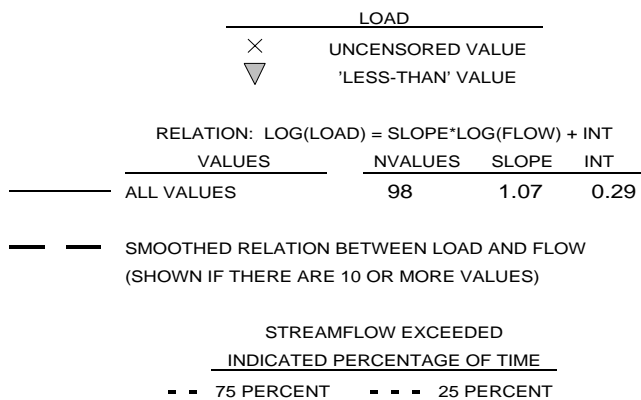 LOAD
UNCENSORED VALUE
'LESS-THAN' VALUE
RELATION: LOG(LOAD) = SLOPE*LOG(FLOW) + INT
VALUES NVALUES SLOPE INT
ALL VALUES 98 1.07 0.29
SMOOTHED RELATION BETWEEN LOAD AND FLOW
(SHOWN IF THERE ARE 10 OR MORE VALUES)
STREAMFLOW EXCEEDED
INDICATED PERCENTAGE OF TIME
75 PERCENT 25 PERCENT